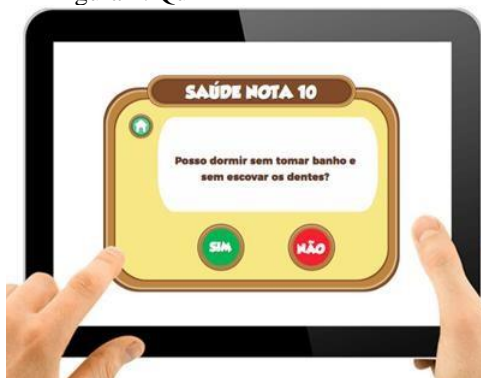 SAÚDE NOTA 10
Posso dormir sem tomar banho e
sem escovar os dentes?
SIM
NÃO